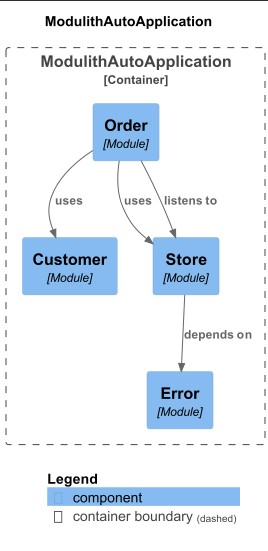 ModulithAutoApplication
ModulithAutoApplication
[Container]
Order
[Module]
uses
uses
listens to
Customer
[Module]
Store
[Module]
depends on
Error
[Module]
Legend
component
container boundary (dashed)